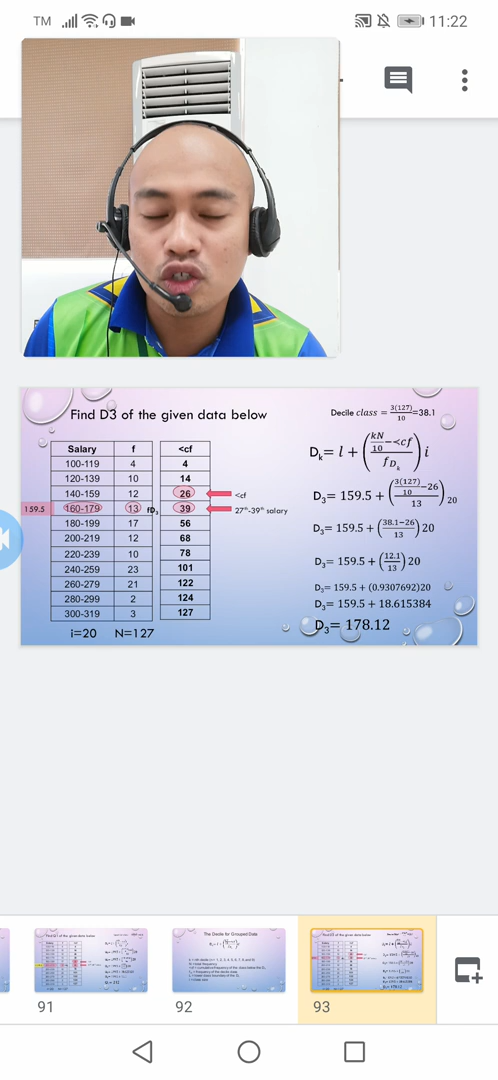 TM 11:22
Find D3 of the given data below
Decile class = 3(127)/10=38.1
Salary f <cf
100-119 4 4
120-139 10 14
140-159 12 26 <cf
159.5 160-179 13 fD3 39 27th-39th salary
180-199 17 56
200-219 12 68
220-239 10 78
240-259 23 101
260-279 21 122
280-299 2 124
300-319 3 127
i=20 N=127
Dk= l + (kN/10 −<cf / fDk) i
D3= 159.5 + (3(127)/10 −26 / 13) 20
D3= 159.5 + (38.1−26/13) 20
D3= 159.5 + (12.1/13) 20
D3= 159.5 + (0.9307692)20
D3= 159.5 + 18.615384
D3= 178.12
The Decile for Grouped Data
91
92
93